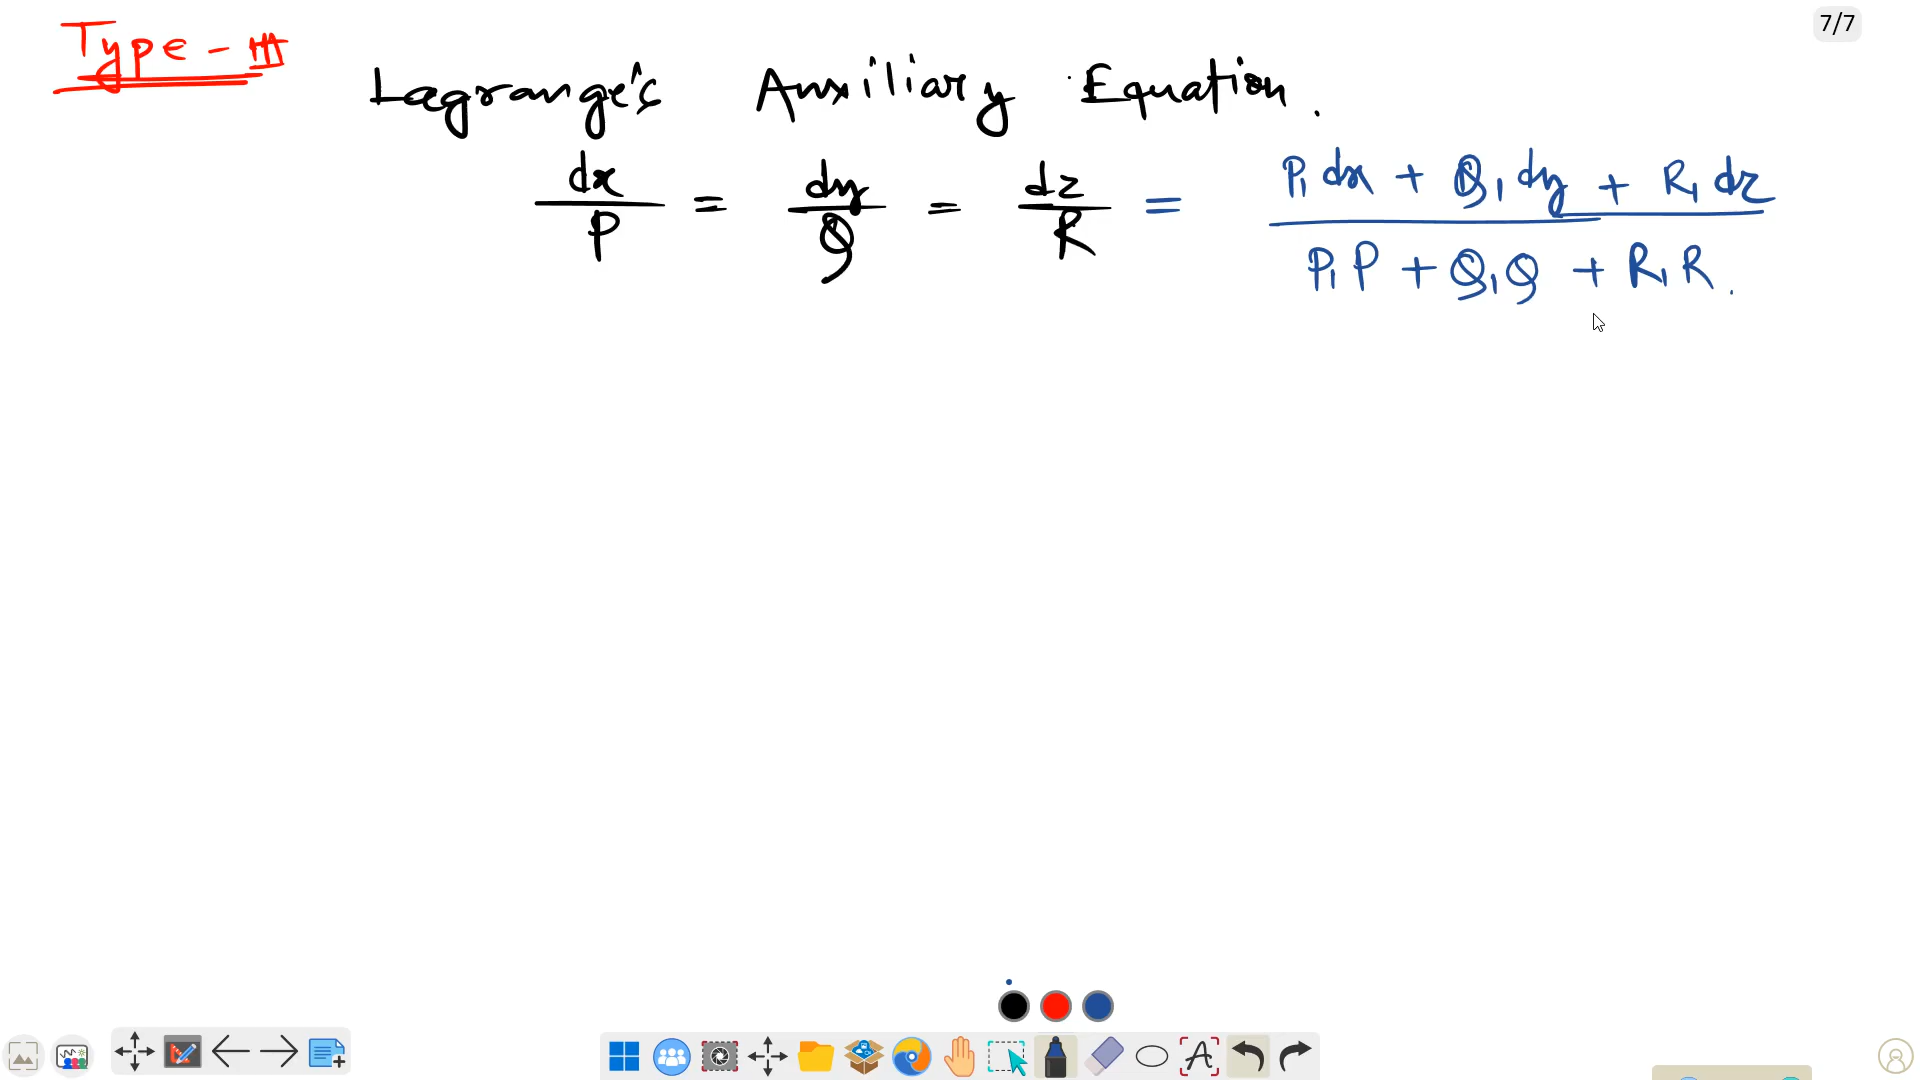 7/7
Type - III
Lagrange's Auxiliary Equation.
dx/P = dy/Q = dz/R = P₁dx + Q₁dy + R₁dz / P₁P + Q₁Q + R₁R.